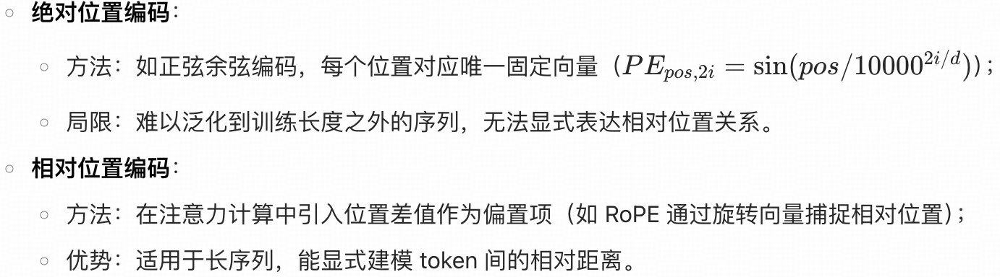 绝对位置编码：
方法：如正弦余弦编码，每个位置对应唯一固定向量（$PE_{pos,2i} = \sin(pos/10000^{2i/d})$）；
局限：难以泛化到训练长度之外的序列，无法显式表达相对位置关系。
相对位置编码：
方法：在注意力计算中引入位置差值作为偏置项（如 RoPE 通过旋转向量捕捉相对位置）；
优势：适用于长序列，能显式建模 token 间的相对距离。